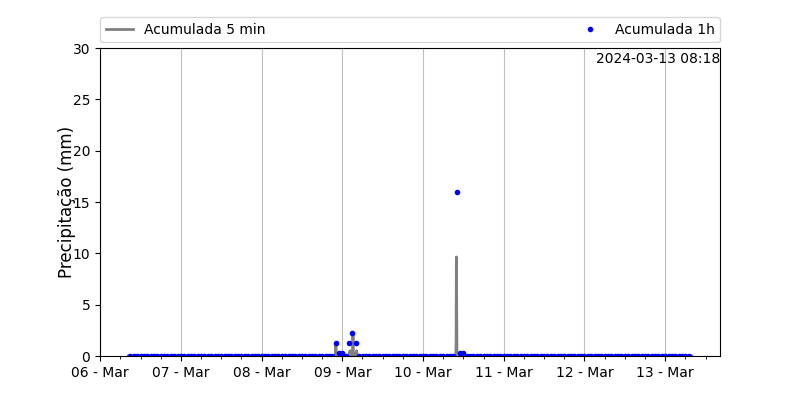 Acumulada 5 min
Acumulada 1h
2024-03-13 08:18
Precipitação (mm)
30
25
20
15
10
5
0
06 - Mar
07 - Mar
08 - Mar
09 - Mar
10 - Mar
11 - Mar
12 - Mar
13 - Mar